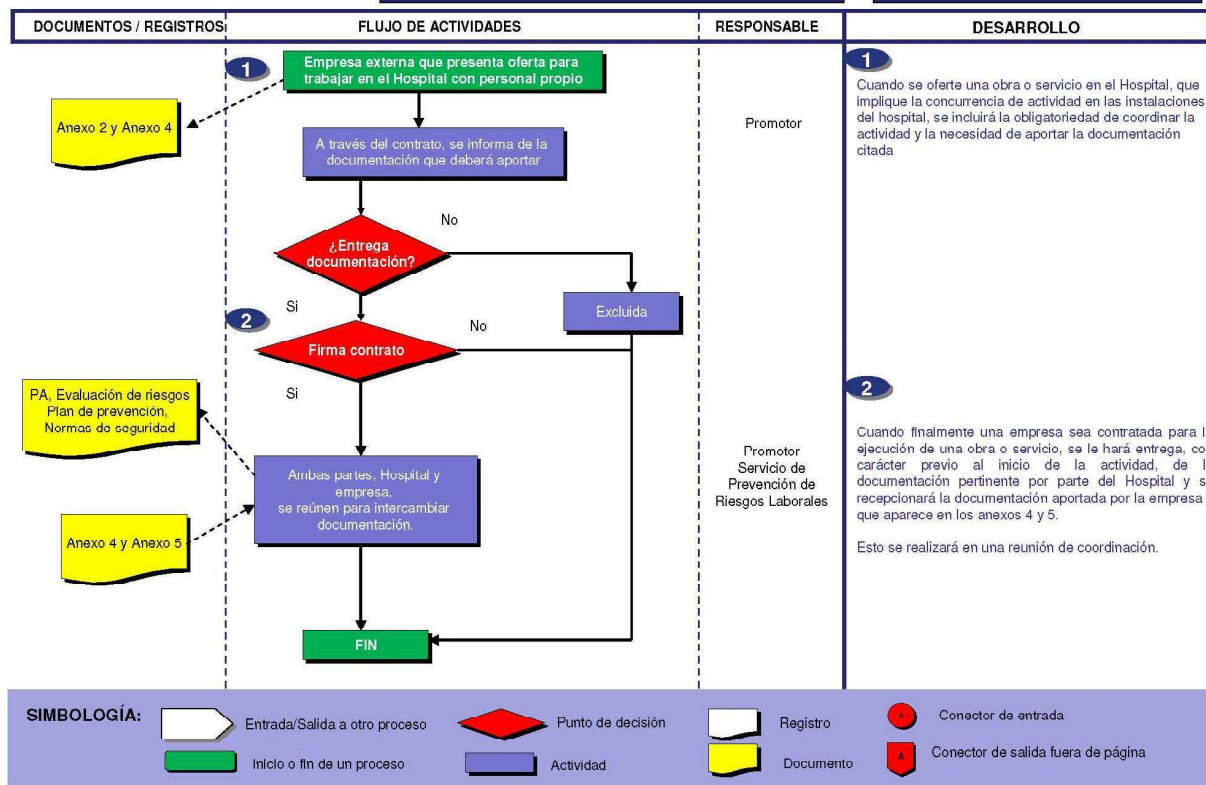 DOCUMENTOS / REGISTROS
FLUJO DE ACTIVIDADES
RESPONSABLE
DESARROLLO
1
Empresa externa que presenta oferta para
trabajar en el Hospital con personal propio
Anexo 2 y Anexo 4
A través del contrato, se informa de la
documentación que deberá aportar
Promotor
1
Cuando se oferte una obra o servicio en el Hospital, que
implique la concurrencia de actividad en las instalaciones
del hospital, se incluirá la obligatoriedad de coordinar la
actividad y la necesidad de aportar la documentación
citada
¿Entrega
documentación?
No
Si
Excluida
2
Firma contrato
No
Si
PA, Evaluación de riesgos
Plan de prevención,
Normas de seguridad
Ambas partes, Hospital y
empresa,
se reúnen para intercambiar
documentación.
Anexo 4 y Anexo 5
Promotor
Servicio de
Prevención de
Riesgos Laborales
2
Cuando finalmente una empresa sea contratada para l
ejecución de una obra o servicio, se le hará entrega, co
carácter previo al inicio de la actividad, de l
documentación pertinente por parte del Hospital y s
recepcionará la documentación aportada por la empresa
que aparece en los anexos 4 y 5.
Esto se realizará en una reunión de coordinación.
FIN
SIMBOLOGÍA:
Entrada/Salida a otro proceso
Punto de decisión
Registro
A
Conector de entrada
Inicio o fin de un proceso
Actividad
Documento
A
Conector de salida fuera de página